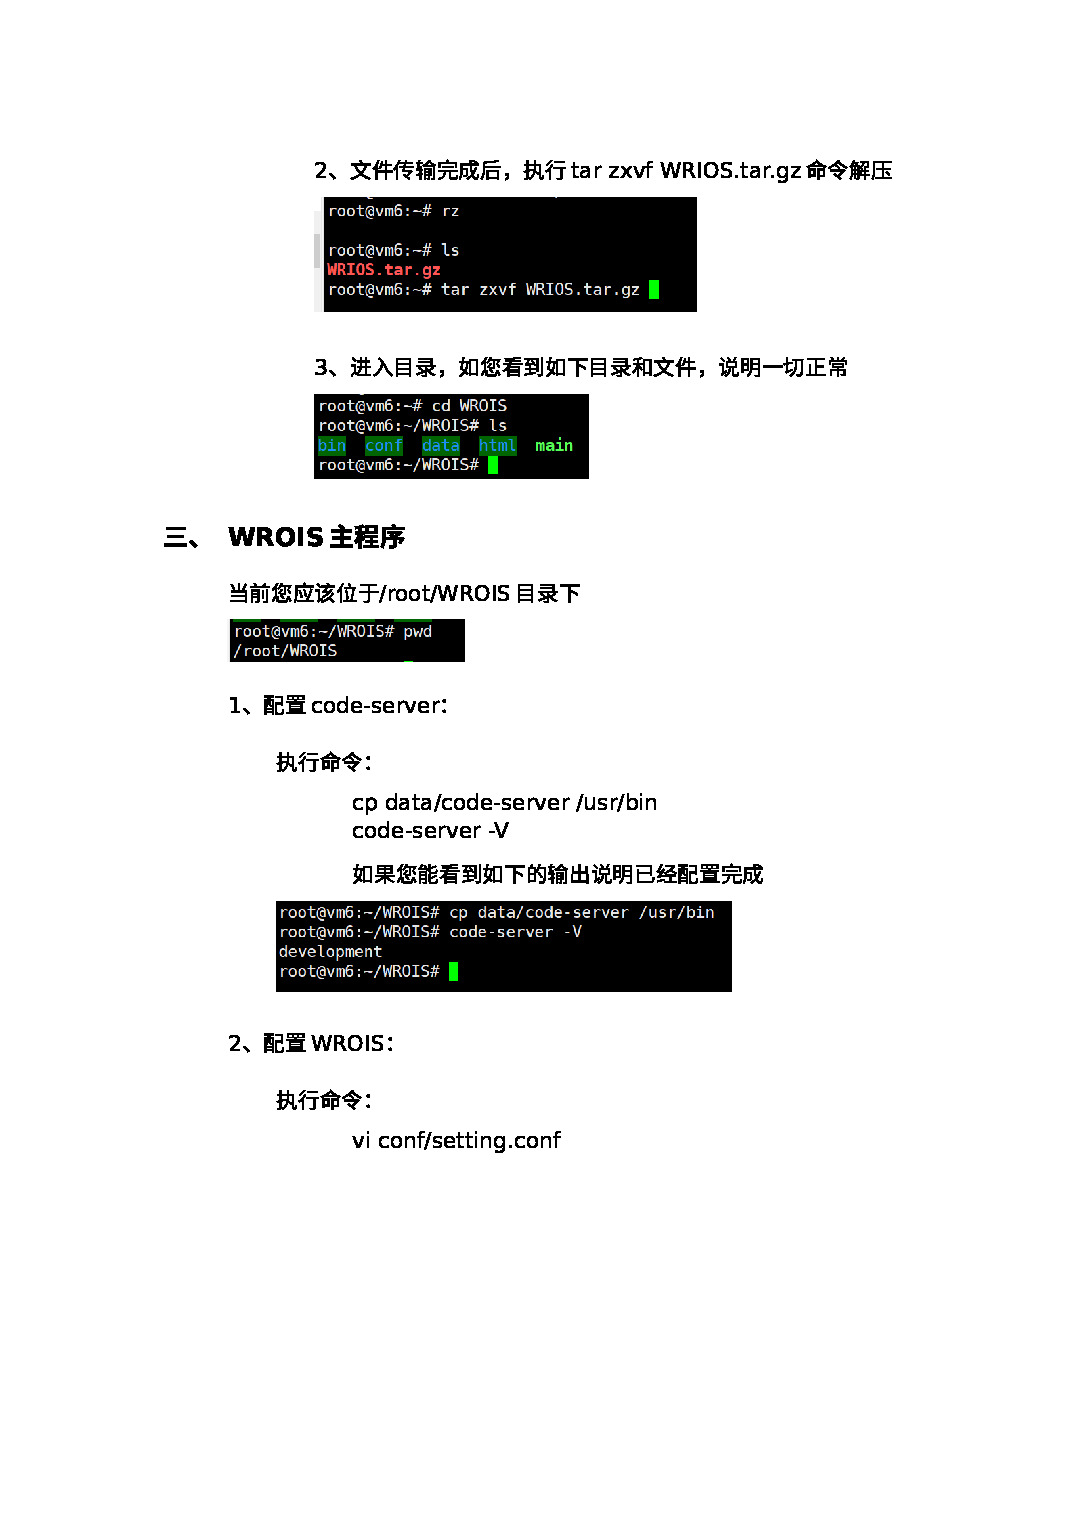 2、文件传输完成后，执行 tar zxvf WRIOS.tar.gz 命令解压
root@vm6:~# rz
root@vm6:~# ls
WRIOS.tar.gz
root@vm6:~# tar zxvf WRIOS.tar.gz
3、进入目录，如您看到如下目录和文件，说明一切正常
root@vm6:~# cd WROIS
root@vm6:~/WROIS# ls
bin conf data html main
root@vm6:~/WROIS#
三、 WROIS 主程序
当前您应该位于/root/WROIS 目录下
root@vm6:~/WROIS# pwd
/root/WROIS
1、配置 code-server：
执行命令：
cp data/code-server /usr/bin
code-server -V
如果您能看到如下的输出说明已经配置完成
root@vm6:~/WROIS# cp data/code-server /usr/bin
root@vm6:~/WROIS# code-server -V
development
root@vm6:~/WROIS#
2、配置 WROIS：
执行命令：
vi conf/setting.conf